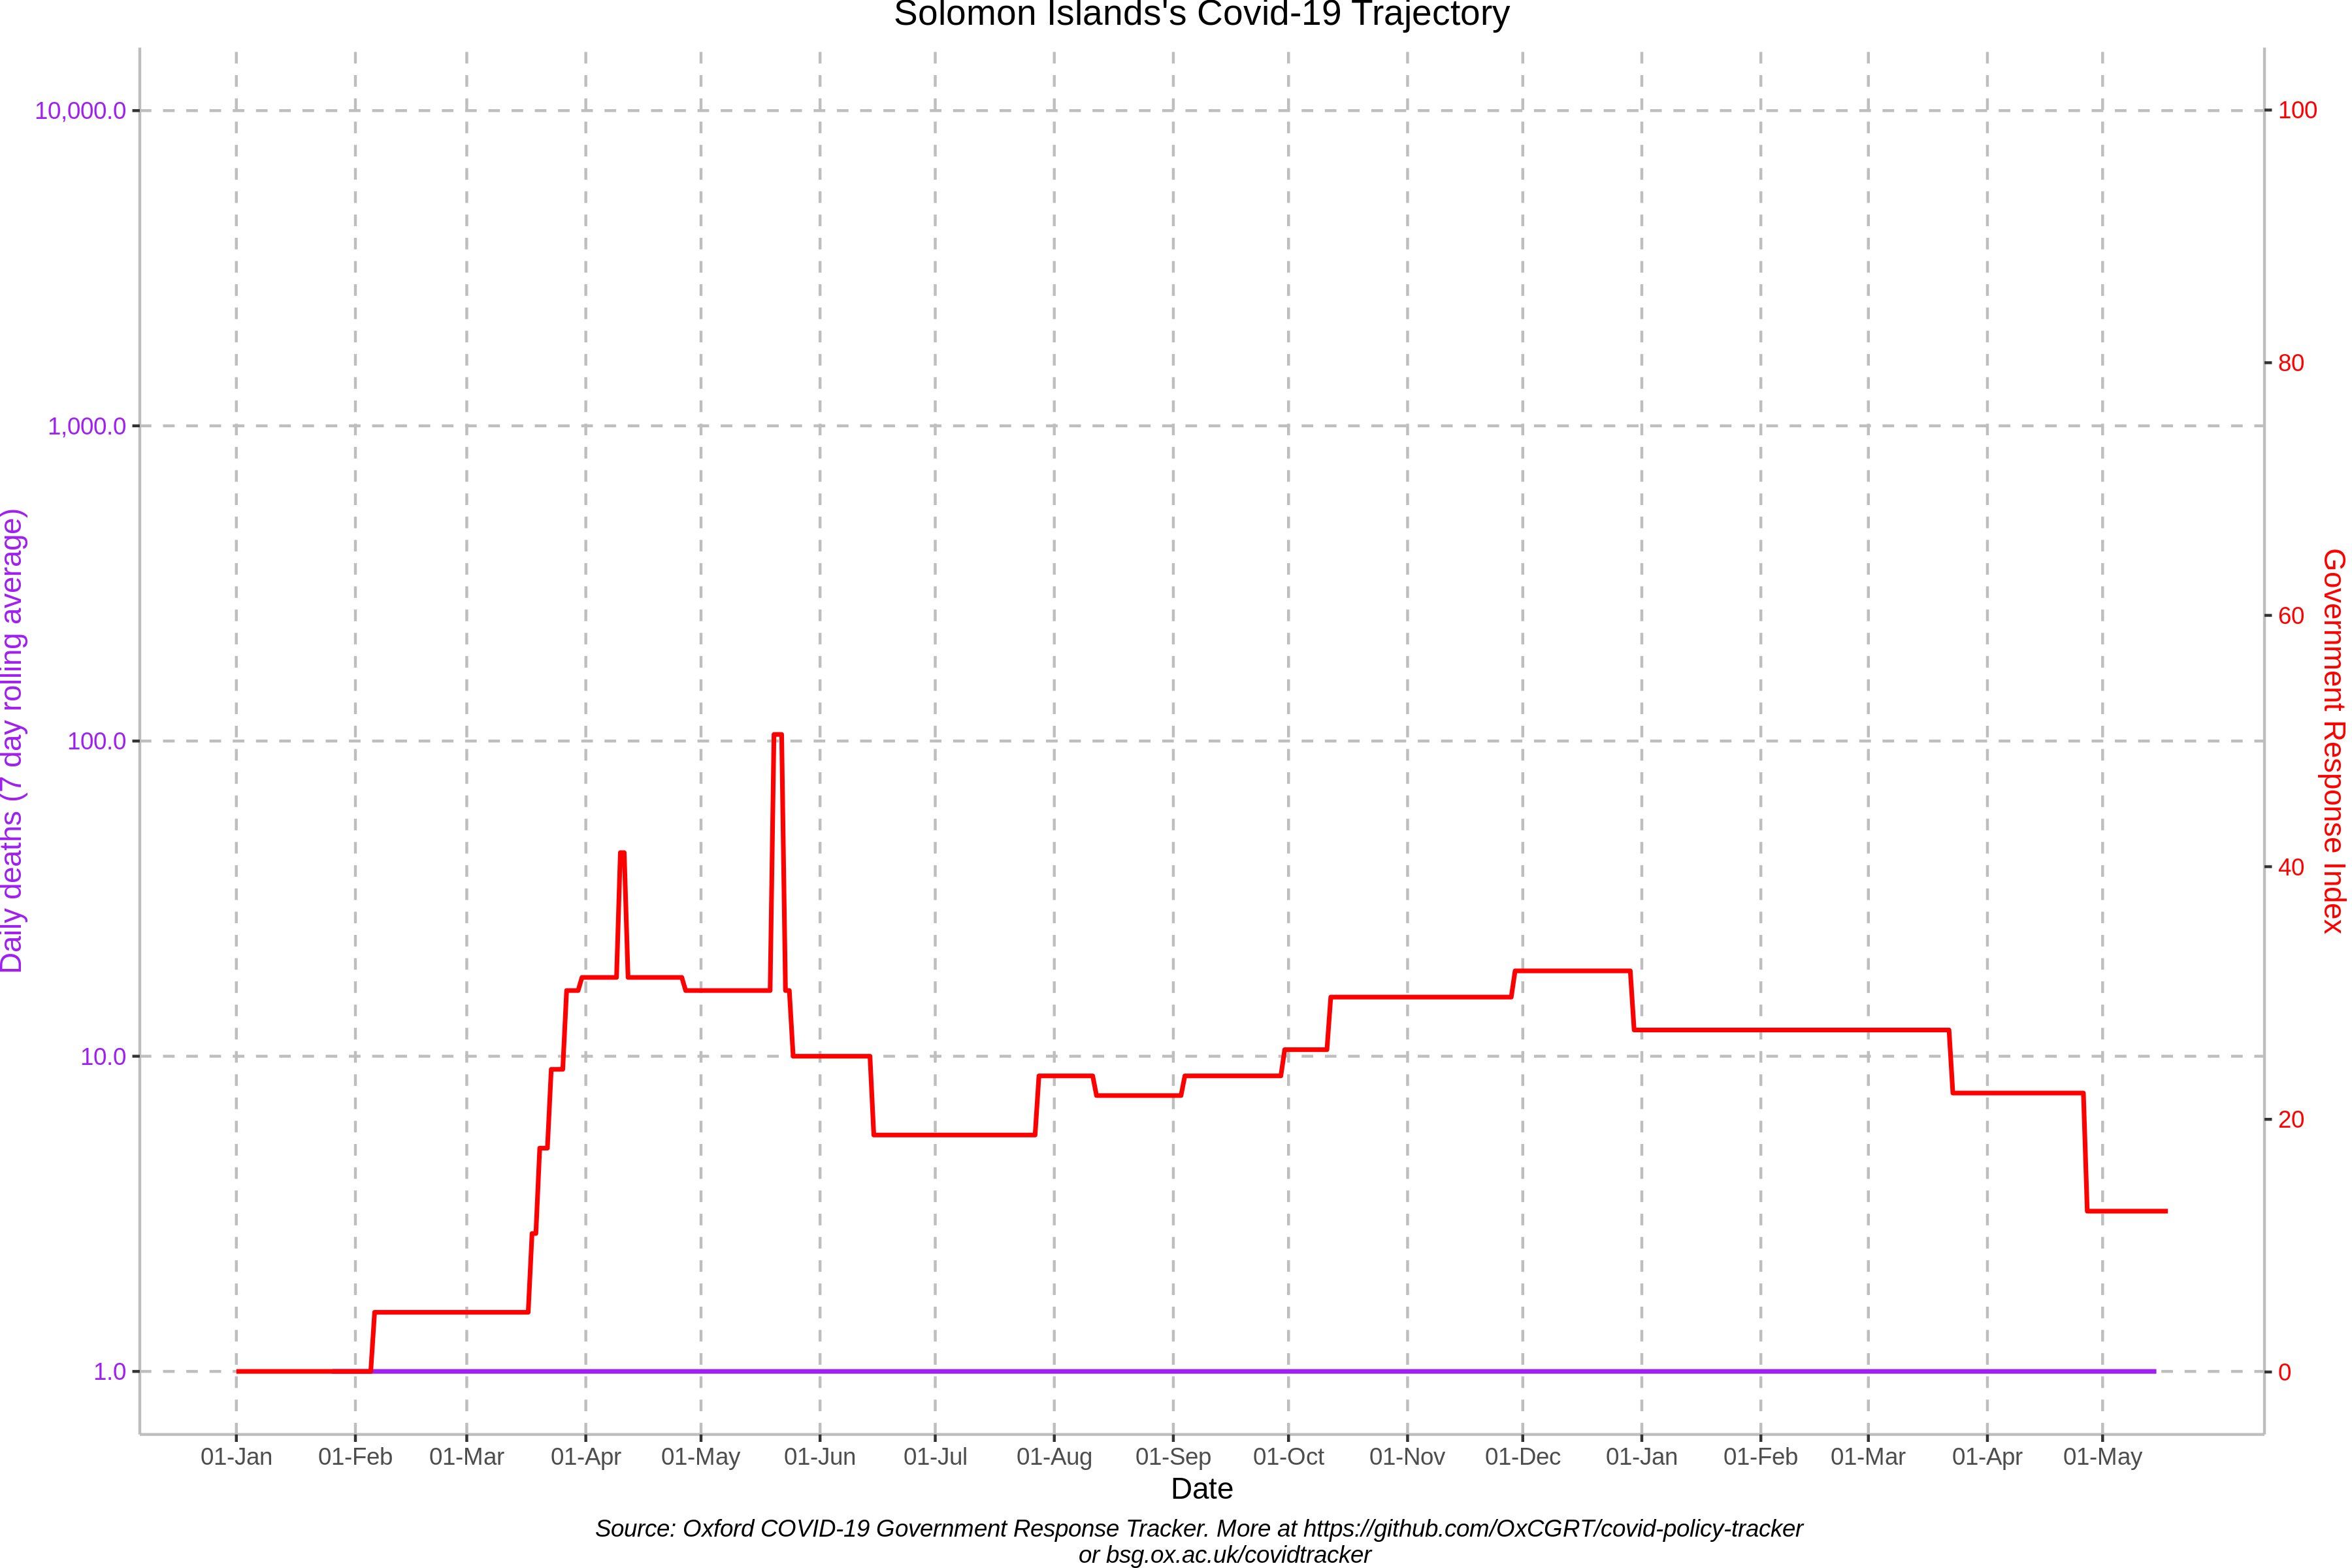 Solomon Islands's Covid-19 Trajectory
10,000.0
1,000.0
100.0
10.0
1.0
Daily deaths (7 day rolling average)
100
80
60
40
20
0
Government Response Index
01-Jan 01-Feb 01-Mar 01-Apr 01-May 01-Jun 01-Jul 01-Aug 01-Sep 01-Oct 01-Nov 01-Dec 01-Jan 01-Feb 01-Mar 01-Apr 01-May
Date
Source: Oxford COVID-19 Government Response Tracker. More at https://github.com/OxCGRT/covid-policy-tracker
or bsg.ox.ac.uk/covidtracker